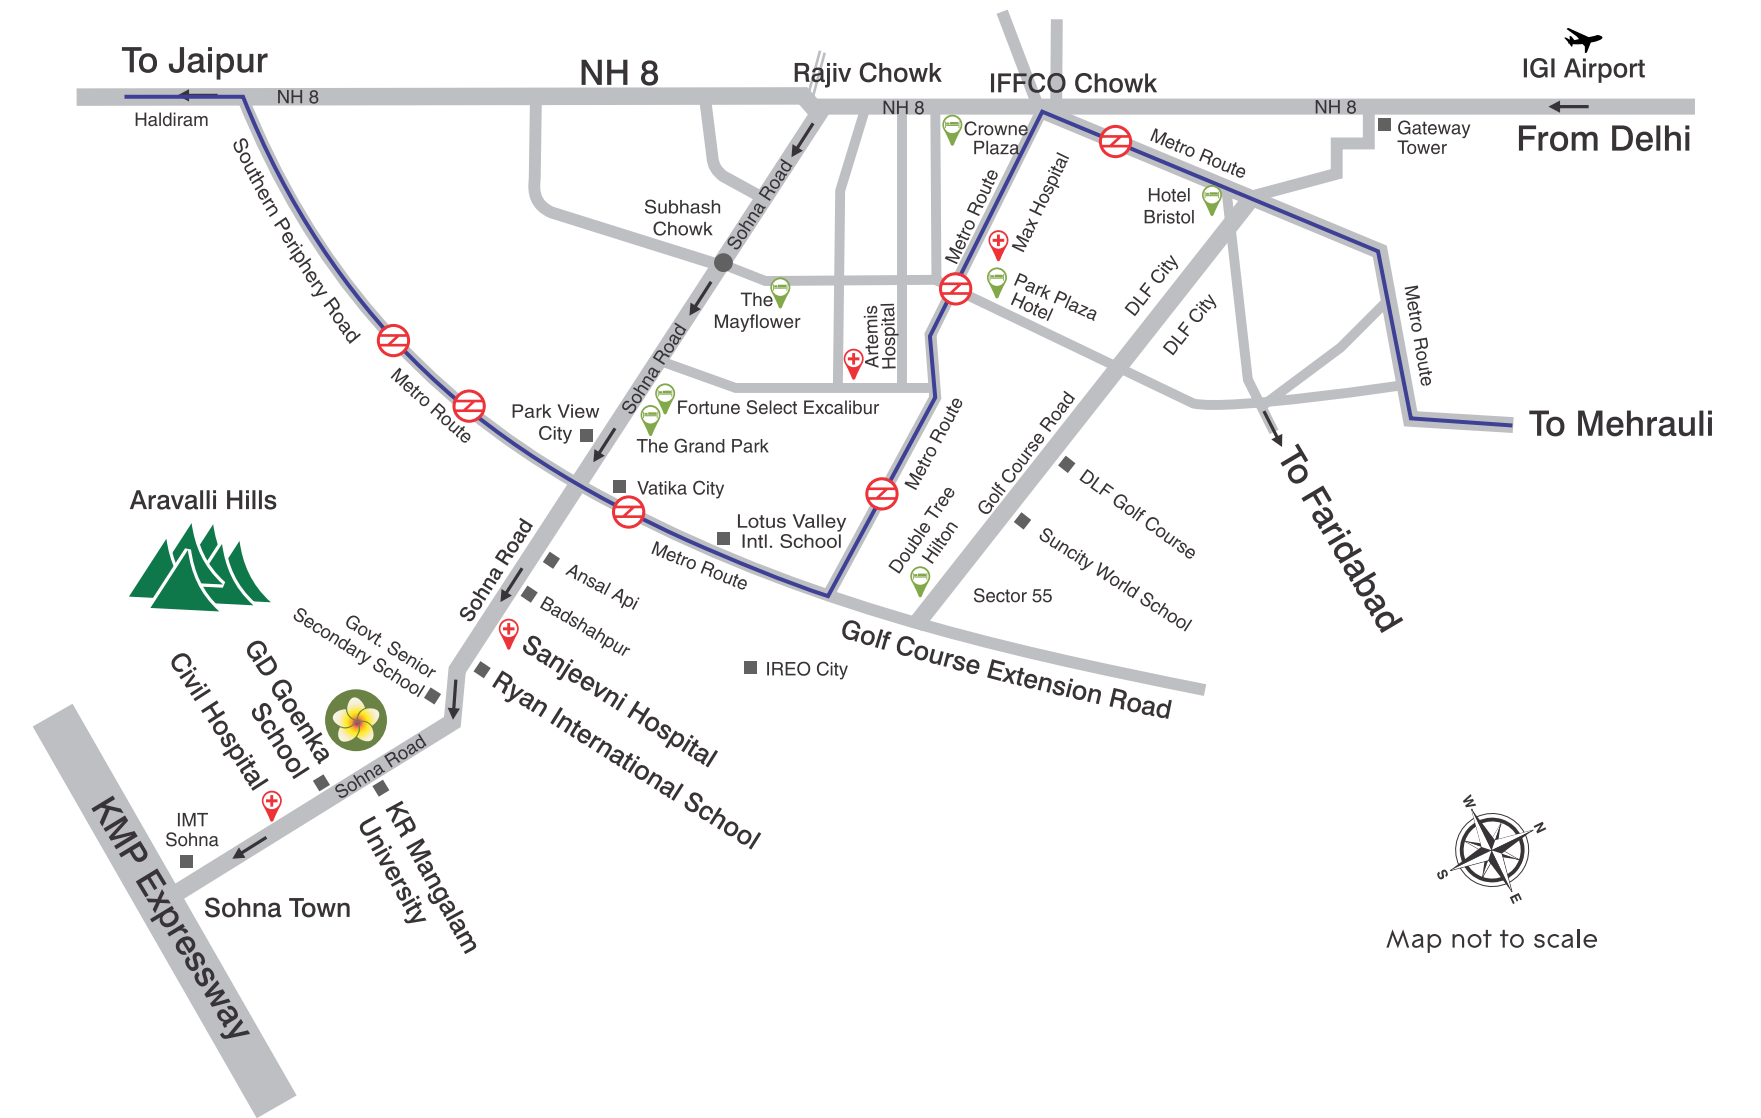 To Jaipur
NH 8
Rajiv Chowk
IFFCO Chowk
IGI Airport
NH 8
NH 8
NH 8
Haldiram
From Delhi
Gateway
Tower
Crowne
Plaza
Metro Route
Southern Periphery Road
Sohna Road
Metro Route
Max Hospital
Hotel
Bristol
Subhash
Chowk
The
Mayflower
Park Plaza
Hotel
DLF City
DLF City
Metro Route
Artemis
Hospital
Sohna Road
Metro Route
Park View
City
Fortune Select Excalibur
The Grand Park
Metro Route
Golf Course Road
To Mehrauli
To Faridabad
Vatika City
Aravalli Hills
Lotus Valley
Intl. School
Double Tree
Hilton
DLF Golf Course
Suncity World School
Sector 55
Metro Route
Sohna Road
Ansal Api
Badshahpur
Govt. Senior
Secondary School
Sanjeevni Hospital
Ryan International School
IREO City
Golf Course Extension Road
GD Goenka
School
Civil Hospital
Sohna Road
KR Mangalam
University
IMT
Sohna
Sohna Town
KMP Expressway
W
N
S
E
Map not to scale